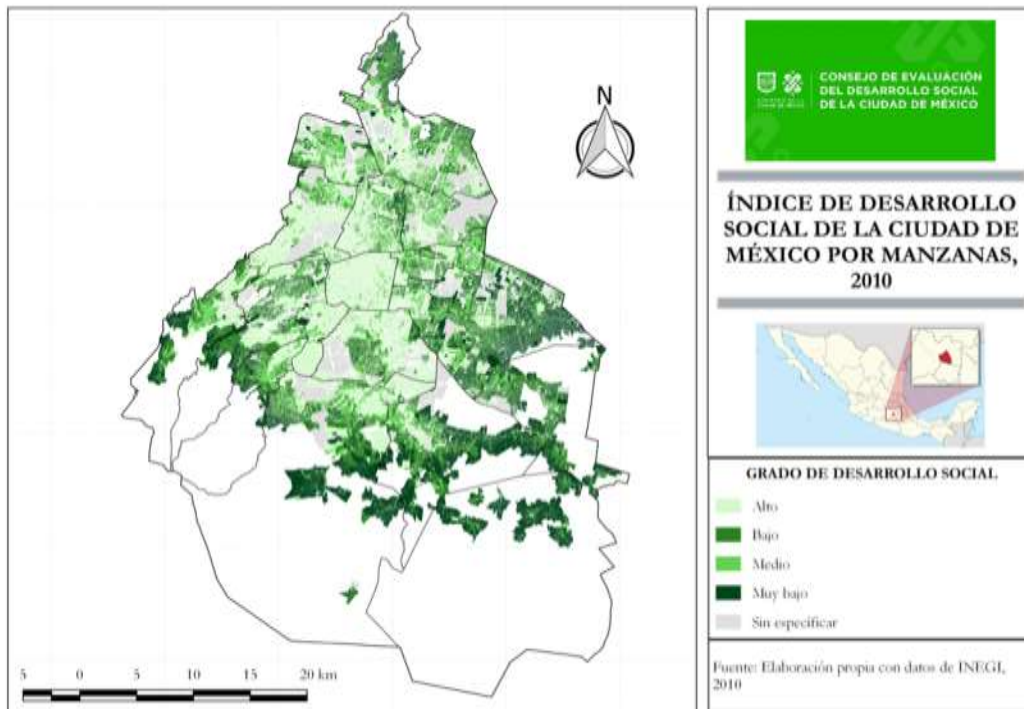 N
5 0 5 10 15 20 km
CONSEJO DE EVALUACIÓN
DEL DESARROLLO SOCIAL
DE LA CIUDAD DE MÉXICO
ÍNDICE DE DESARROLLO
SOCIAL DE LA CIUDAD DE
MÉXICO POR MANZANAS,
2010
GRADO DE DESARROLLO SOCIAL
Alto
Bajo
Medio
Muy bajo
Sin especificar
Fuente: Elaboración propia con datos de INEGI,
2010